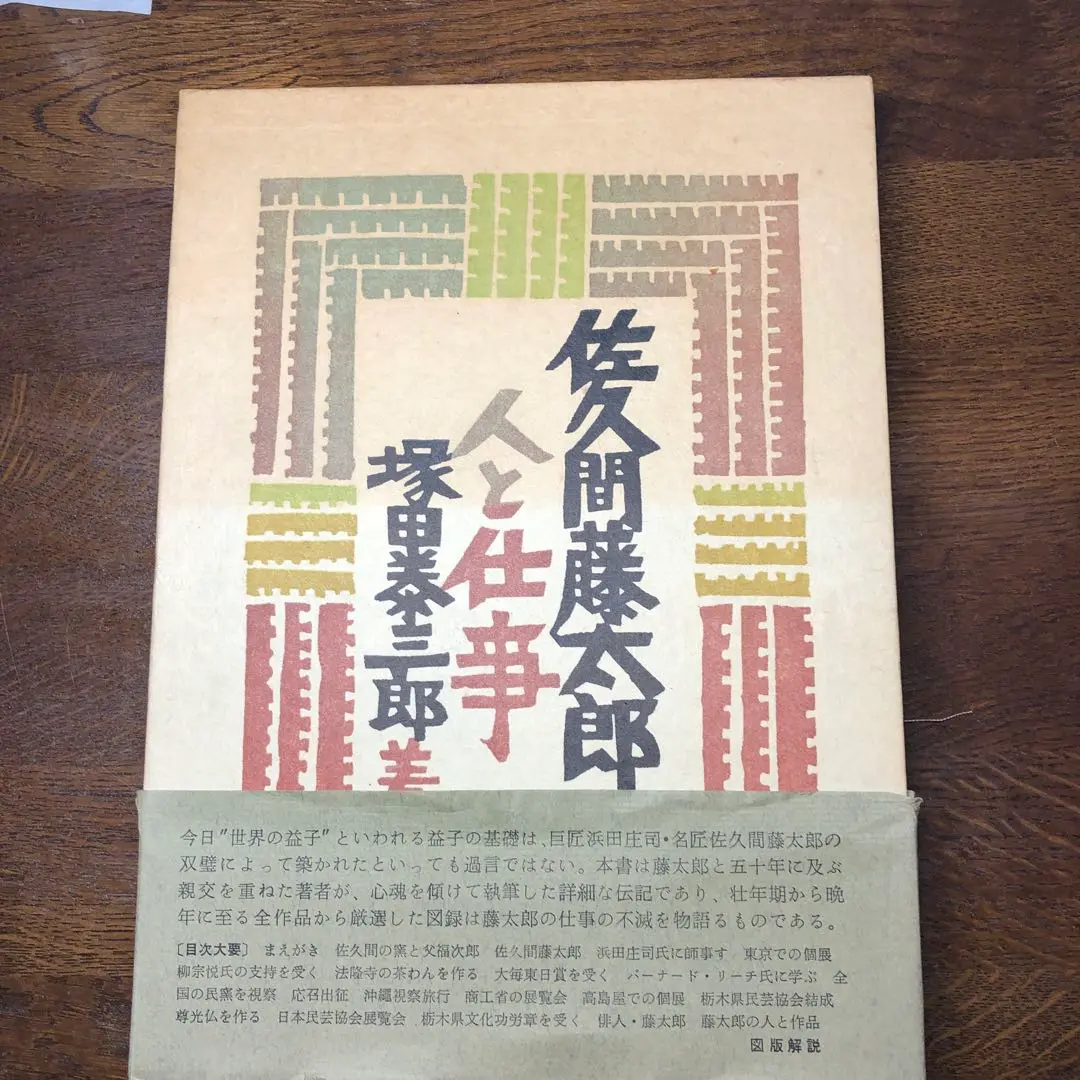 佐久間藤太郎
人と仕事
塚田泰三郎
今日"世界の益子"といわれる益子の基礎は、巨匠浜田庄司・名匠佐久間藤太郎の
双璧によって築かれたといっても過言ではない。本書は藤太郎と五十年に及ぶ
親交を重ねた著者が、心魂を傾けて執筆した詳細な伝記であり、壮年期から晩
年に至る全作品から厳選した図録は藤太郎の仕事の不滅を物語るものである。
〔目次大要〕 まえがき 佐久間の窯と父福次郎 佐久間藤太郎 浜田庄司氏に師事す 東京での個展
柳宗悦氏の支持を受く 法隆寺の茶わんを作る 大毎東日賞を受く バーナード・リーチ氏に学ぶ 全
国の民窯を視察 応召出征 沖縄視察旅行 商工省の展覧会 高島屋での個展 栃木県民芸協会結成
尊光仏を作る 日本民芸協会展覧会 栃木県文化功労章を受く 俳人・藤太郎 藤太郎の人と作品
図版解説